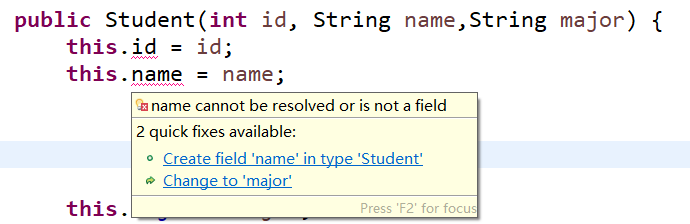 public Student(int id, String name,String major) {
this.id = id;
this.name = name;
name cannot be resolved or is not a field
2 quick fixes available:
Create field 'name' in type 'Student'
Change to 'major'
Press 'F2' for focus
this.